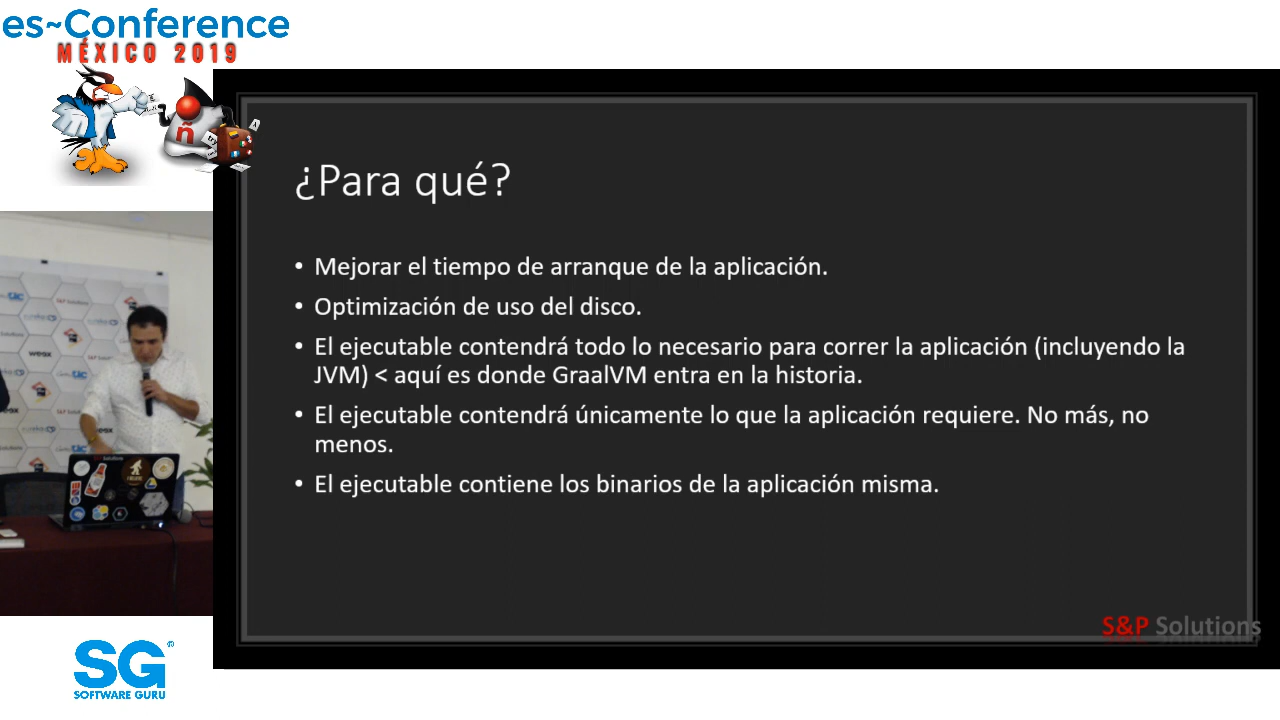 es~Conference
MÉXICO 2019
ñ
¿Para qué?
• Mejorar el tiempo de arranque de la aplicación.
• Optimización de uso del disco.
• El ejecutable contendrá todo lo necesario para correr la aplicación (incluyendo la
JVM) < aquí es donde GraalVM entra en la historia.
• El ejecutable contendrá únicamente lo que la aplicación requiere. No más, no
menos.
• El ejecutable contiene los binarios de la aplicación misma.
S&P Solutions
weax
SG®
SOFTWARE GURU